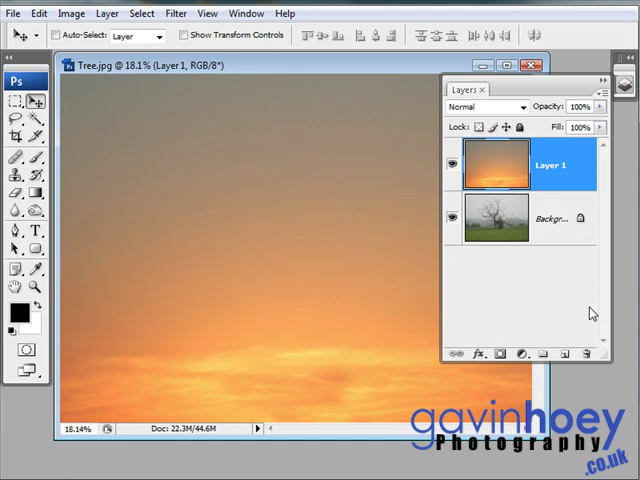 File Edit Image Layer Select Filter View Window Help
Auto-Select: Layer Show Transform Controls
Ps
Tree.jpg @ 18.1% (Layer 1, RGB/8*)
Layers x
Normal Opacity: 100%
Lock: Fill: 100%
Layer 1
Backgr...
18.14% Doc: 22.3M/44.6M
gavinhoey
Photography
.co.uk